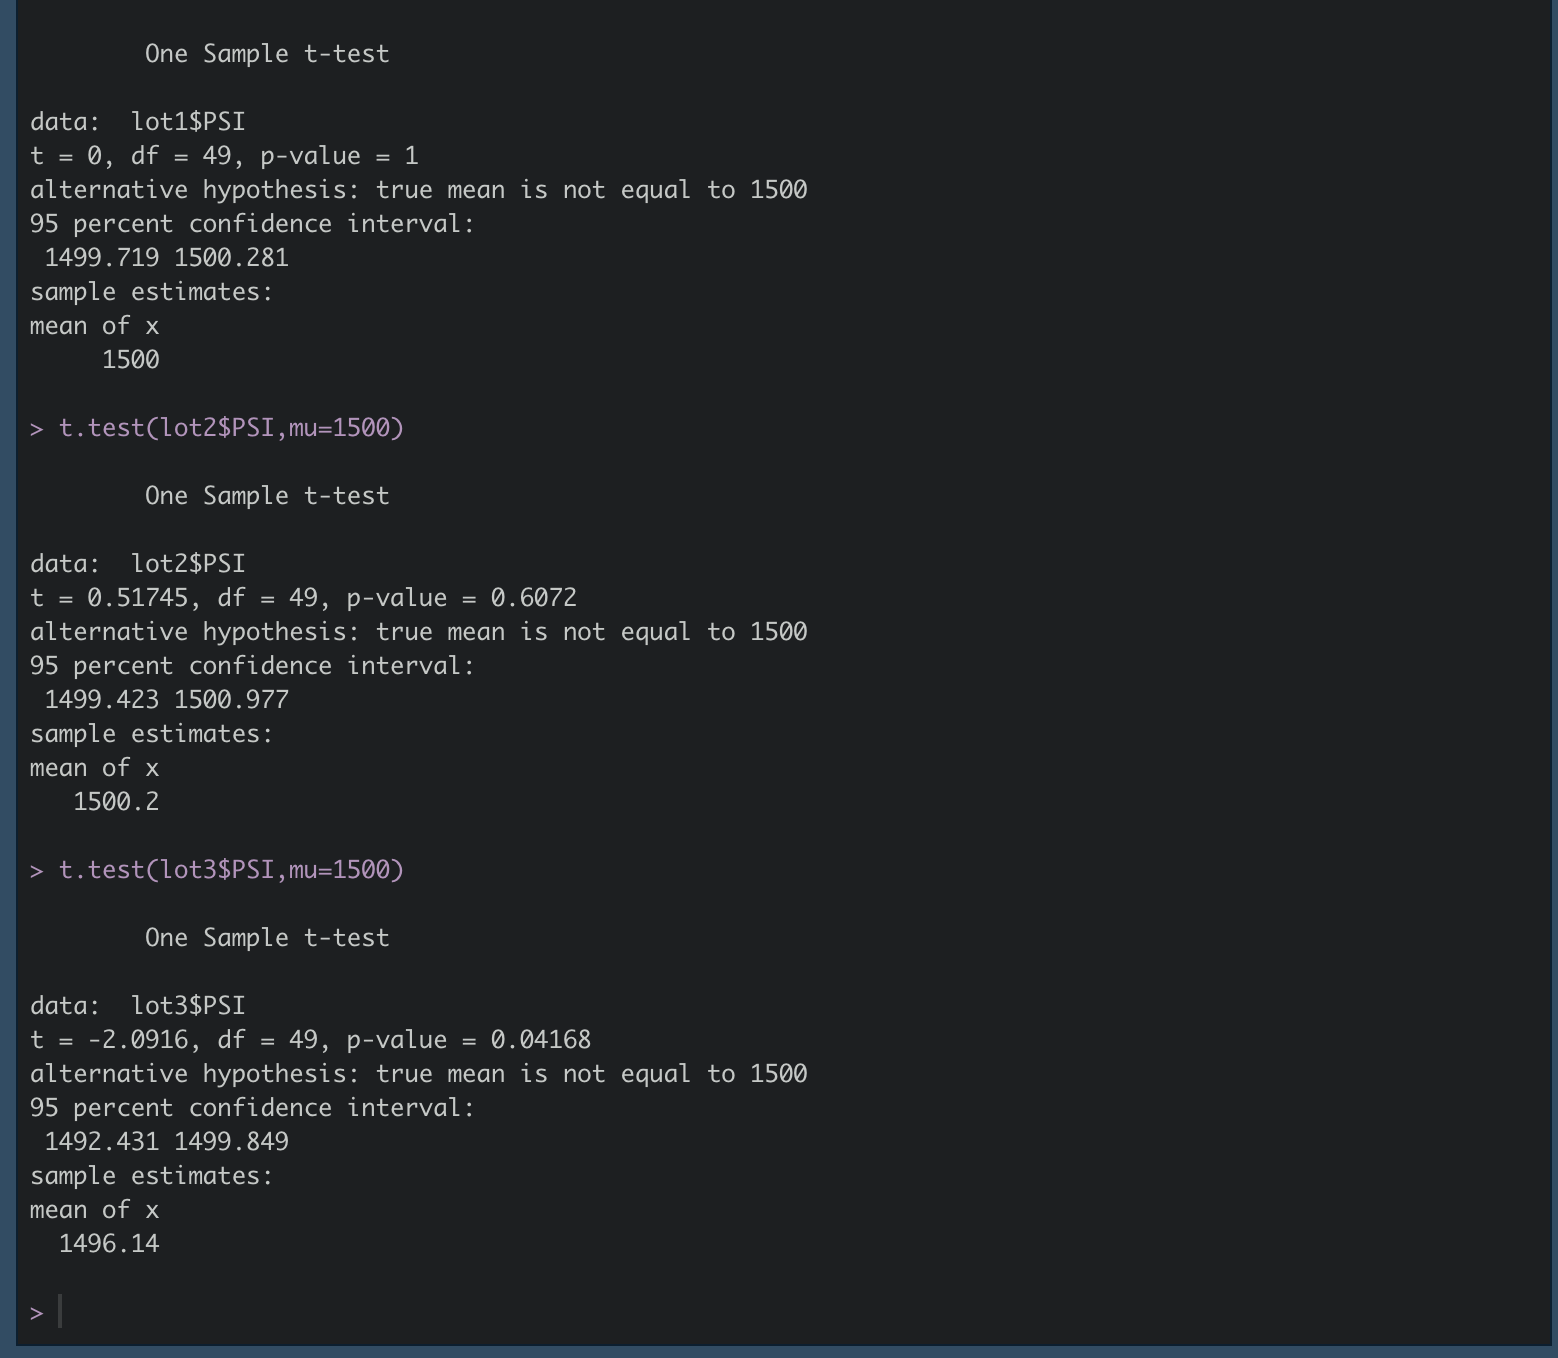 One Sample t-test
data:  lot1$PSI
t = 0, df = 49, p-value = 1
alternative hypothesis: true mean is not equal to 1500
95 percent confidence interval:
 1499.719 1500.281
sample estimates:
mean of x
     1500
> t.test(lot2$PSI,mu=1500)
One Sample t-test
data:  lot2$PSI
t = 0.51745, df = 49, p-value = 0.6072
alternative hypothesis: true mean is not equal to 1500
95 percent confidence interval:
 1499.423 1500.977
sample estimates:
mean of x
   1500.2
> t.test(lot3$PSI,mu=1500)
One Sample t-test
data:  lot3$PSI
t = -2.0916, df = 49, p-value = 0.04168
alternative hypothesis: true mean is not equal to 1500
95 percent confidence interval:
 1492.431 1499.849
sample estimates:
mean of x
  1496.14
>